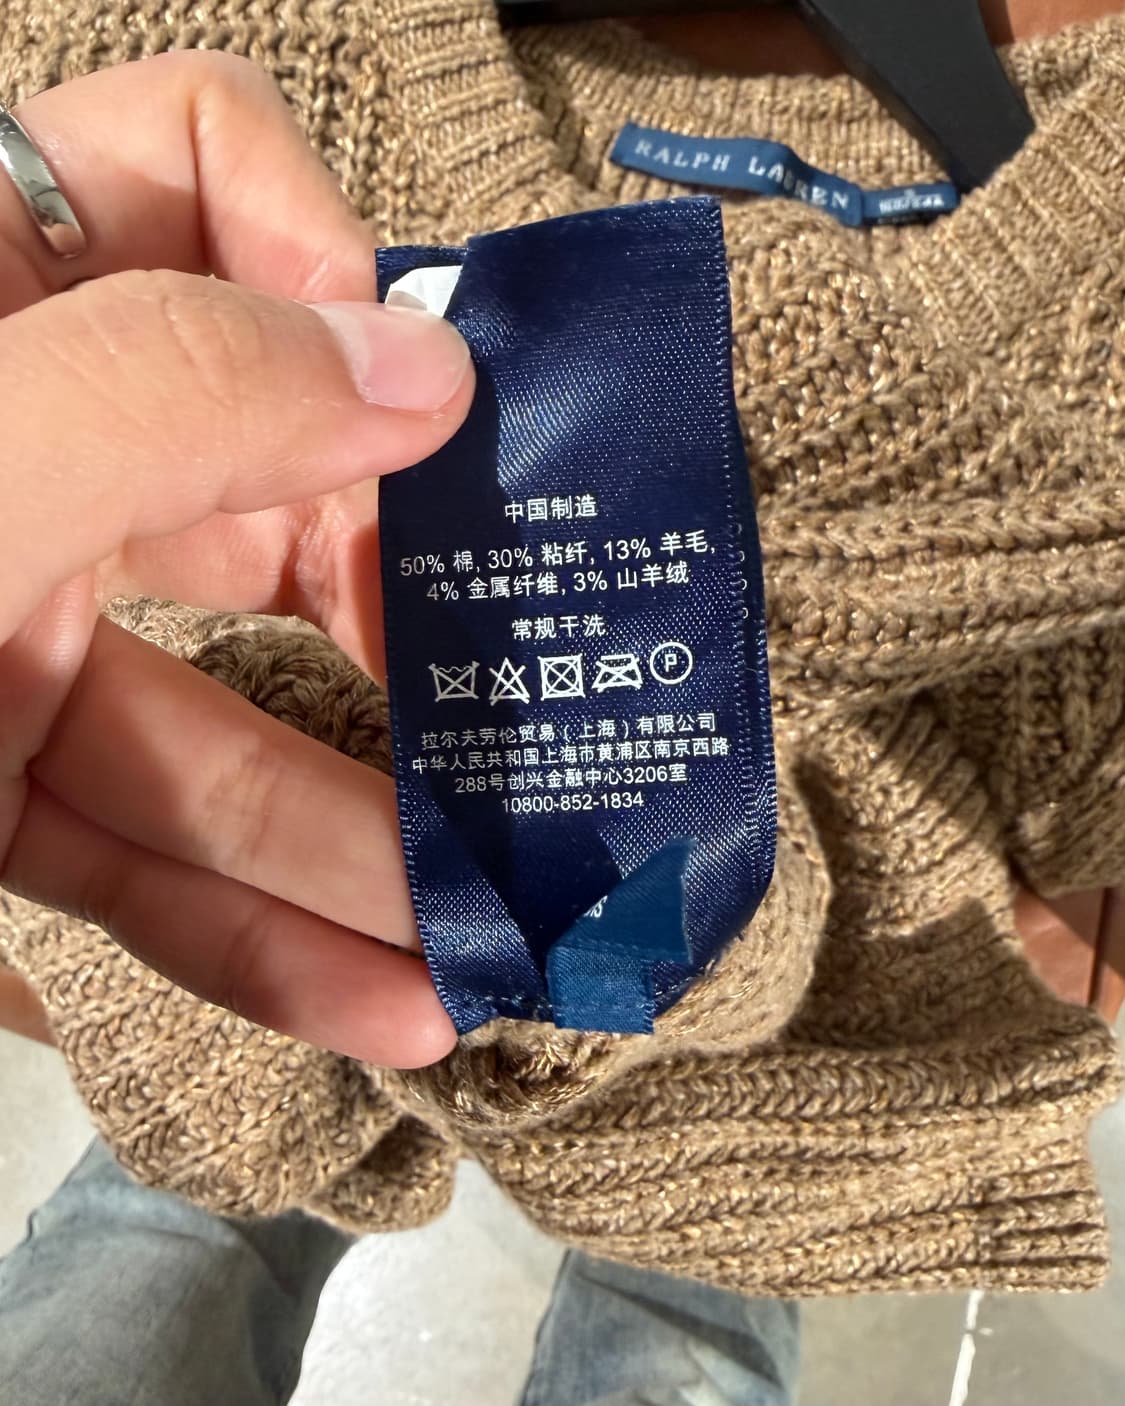 RALPH LAUREN
中国制造
50% 棉, 30% 粘纤, 13% 羊毛,
4% 金属纤维, 3% 山羊绒
常规干洗
P
拉尔夫劳伦贸易（上海）有限公司
中华人民共和国上海市黄浦区南京西路
288号创兴金融中心3206室
10800-852-1834